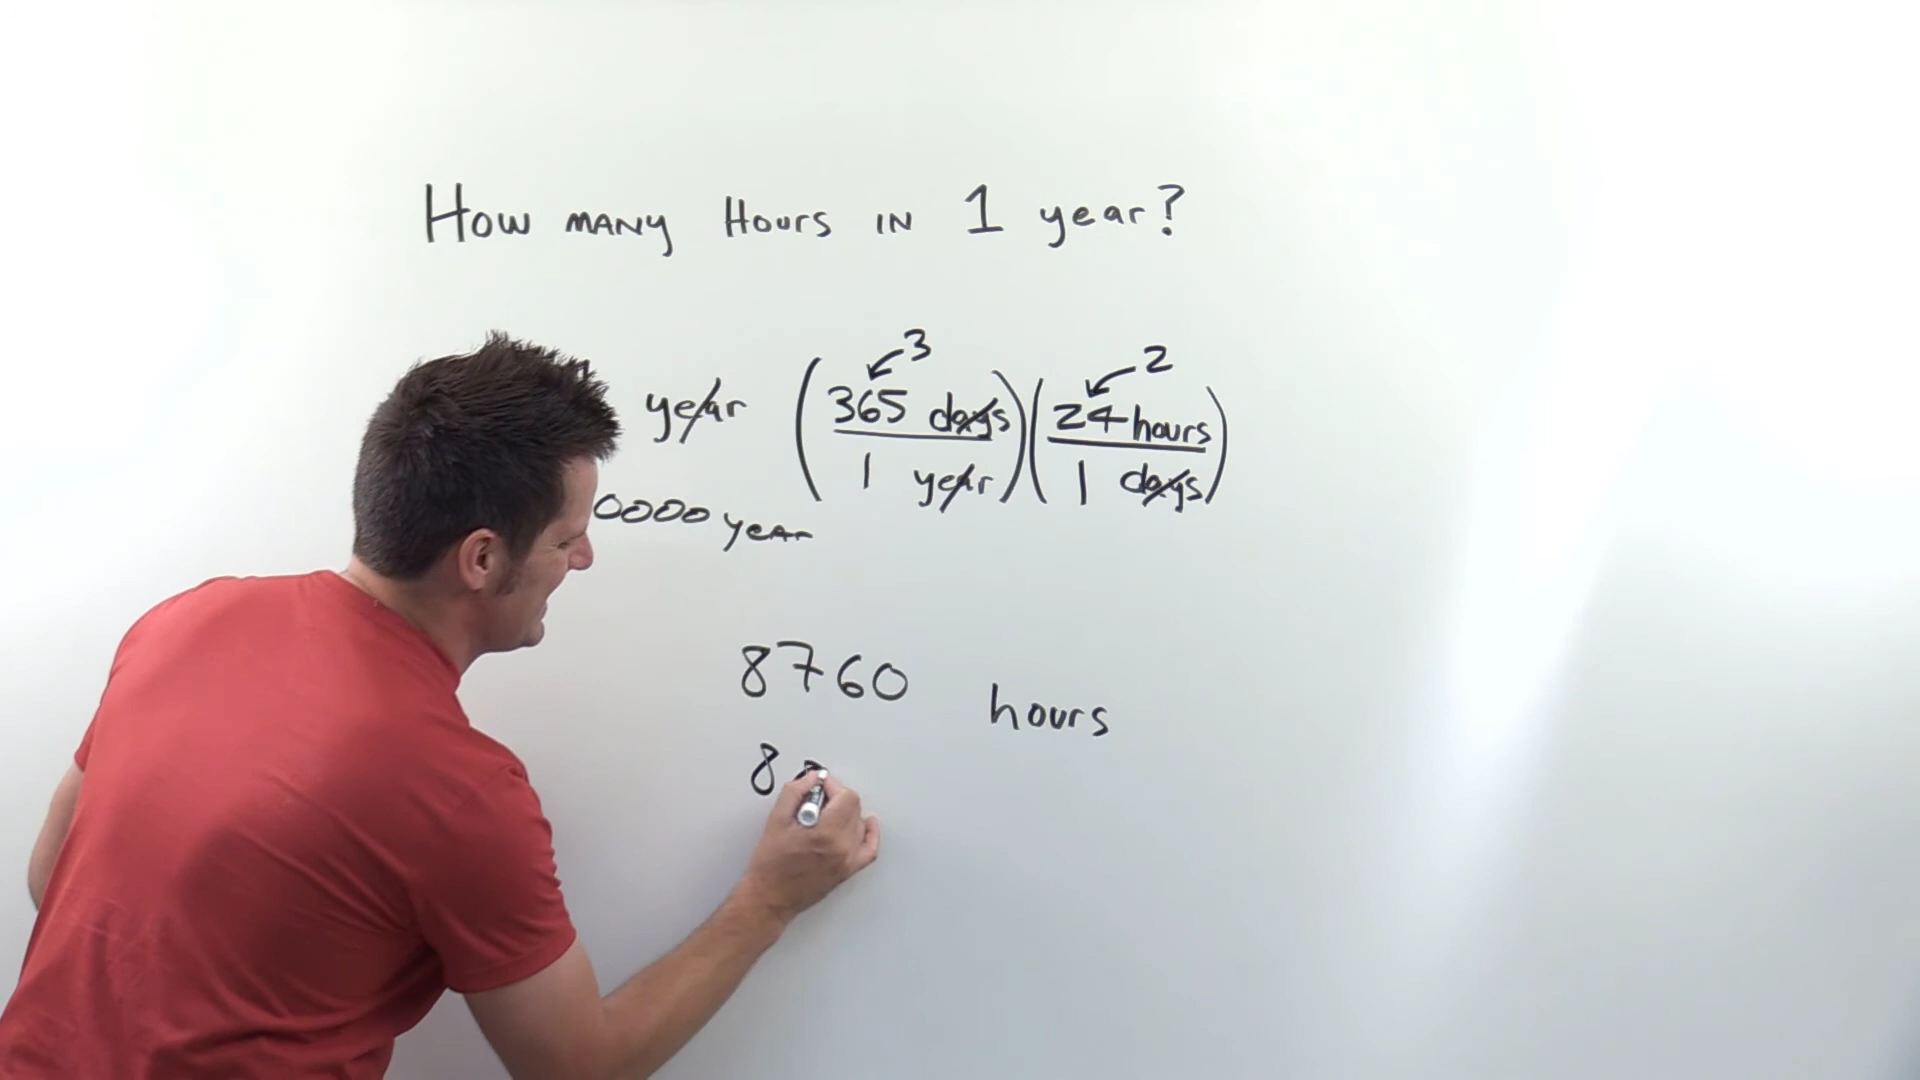 How many Hours in 1 year?
3 2
year (365 days / 1 year) (24 hours / 1 days)
0000 year
8760 hours
8